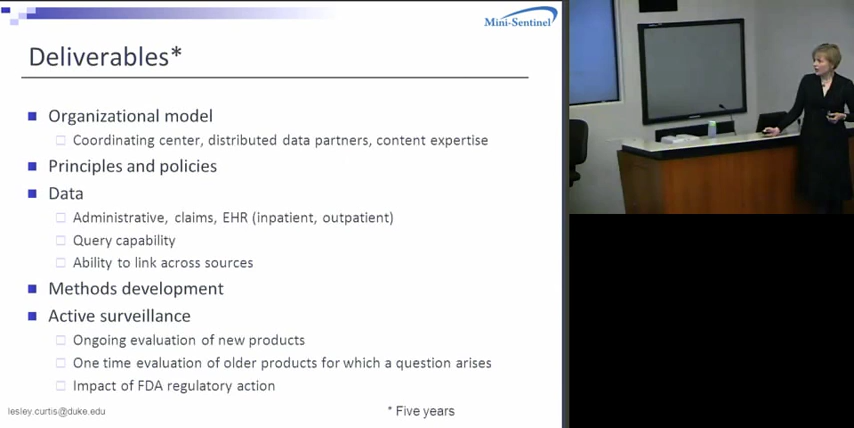 Mini-Sentinel
Deliverables*
Organizational model
Coordinating center, distributed data partners, content expertise
Principles and policies
Data
Administrative, claims, EHR (inpatient, outpatient)
Query capability
Ability to link across sources
Methods development
Active surveillance
Ongoing evaluation of new products
One time evaluation of older products for which a question arises
Impact of FDA regulatory action
lesley.curtis@duke.edu
* Five years